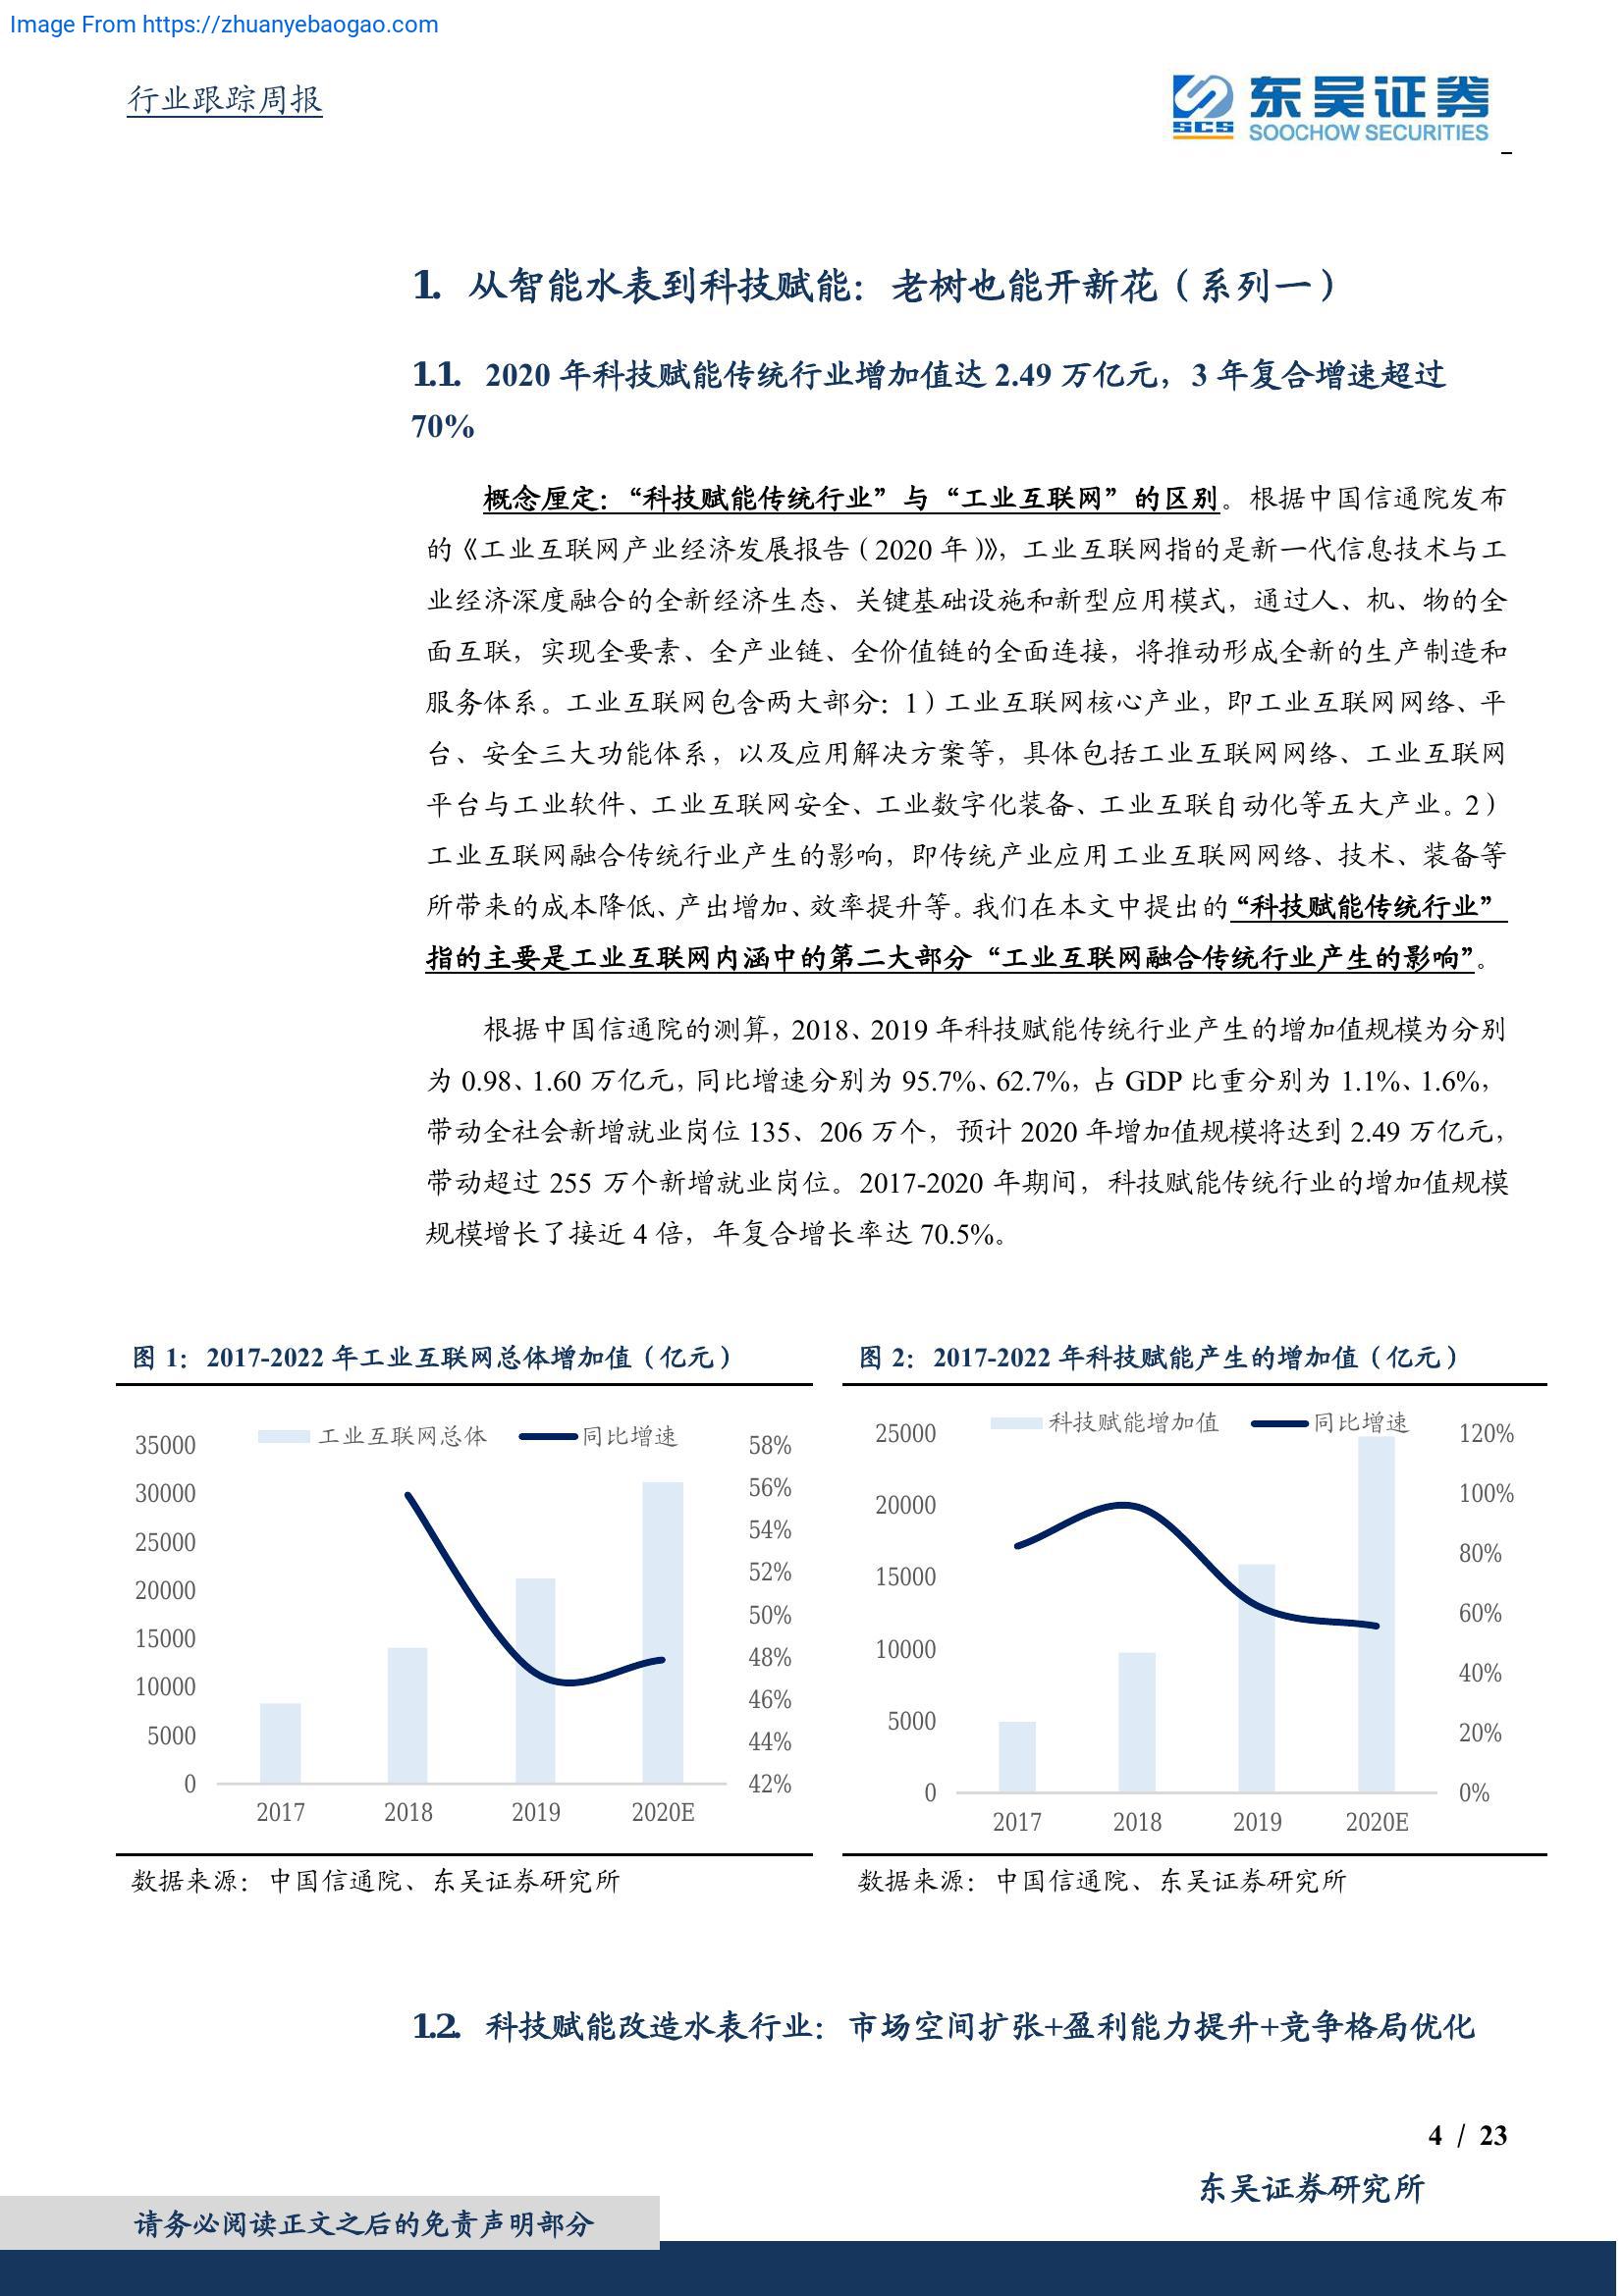 Image From https://zhuanyebaogao.com
行业跟踪周报
SCS
东吴证券
SOOCHOW SECURITIES
1. 从智能水表到科技赋能：老树也能开新花（系列一）
1.1. 2020 年科技赋能传统行业增加值达 2.49 万亿元，3 年复合增速超过
70%
概念厘定：“科技赋能传统行业”与“工业互联网”的区别。根据中国信通院发布
的《工业互联网产业经济发展报告（2020 年）》，工业互联网指的是新一代信息技术与工
业经济深度融合的全新经济生态、关键基础设施和新型应用模式，通过人、机、物的全
面互联，实现全要素、全产业链、全价值链的全面连接，将推动形成全新的生产制造和
服务体系。工业互联网包含两大部分：1）工业互联网核心产业，即工业互联网网络、平
台、安全三大功能体系，以及应用解决方案等，具体包括工业互联网网络、工业互联网
平台与工业软件、工业互联网安全、工业数字化装备、工业互联自动化等五大产业。2）
工业互联网融合传统行业产生的影响，即传统产业应用工业互联网网络、技术、装备等
所带来的成本降低、产出增加、效率提升等。我们在本文中提出的“科技赋能传统行业”
指的主要是工业互联网内涵中的第二大部分“工业互联网融合传统行业产生的影响”。
根据中国信通院的测算，2018、2019 年科技赋能传统行业产生的增加值规模为分别
为 0.98、1.60 万亿元，同比增速分别为 95.7%、62.7%，占 GDP 比重分别为 1.1%、1.6%，
带动全社会新增就业岗位 135、206 万个，预计 2020 年增加值规模将达到 2.49 万亿元，
带动超过 255 万个新增就业岗位。2017-2020 年期间，科技赋能传统行业的增加值规模
规模增长了接近 4 倍，年复合增长率达 70.5%。
图 1：2017-2022 年工业互联网总体增加值（亿元）
工业互联网总体 同比增速
35000 58%
30000 56%
25000 54%
20000 52%
15000 50%
10000 48%
5000 46%
0 44%
42%
2017 2018 2019 2020E
数据来源：中国信通院、东吴证券研究所
图 2：2017-2022 年科技赋能产生的增加值（亿元）
科技赋能增加值 同比增速
25000 120%
20000 100%
15000 80%
10000 60%
5000 40%
0 20%
0%
2017 2018 2019 2020E
数据来源：中国信通院、东吴证券研究所
1.2. 科技赋能改造水表行业：市场空间扩张+盈利能力提升+竞争格局优化
4 / 23
东吴证券研究所
请务必阅读正文之后的免责声明部分